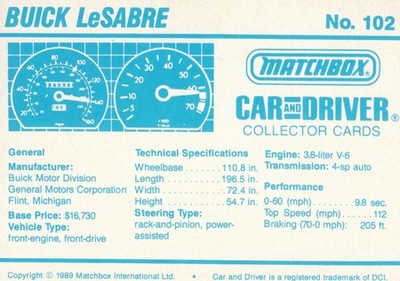 BUICK LeSABRE
No. 102
MATCHBOX
CAR AND DRIVER®
COLLECTOR CARDS
General
Manufacturer:
Buick Motor Division
General Motors Corporation
Flint, Michigan
Base Price: $16,730
Vehicle Type:
front-engine, front-drive
Technical Specifications
Wheelbase . . . . . . . 110.8 in.
Length . . . . . . . . . . 196.5 in.
Width . . . . . . . . . . . 72.4 in.
Height . . . . . . . . . . . 54.7 in.
Steering Type:
rack-and-pinion, power-
assisted
Engine: 3.8-liter V-6
Transmission: 4-sp auto
Performance
0-60 (mph) . . . . . . . . 9.8 sec.
Top Speed (mph) . . . . . . 112
Braking (70-0 mph) 205 ft.
Copyright © 1989 Matchbox International Ltd. • Car and Driver is a registered trademark of DCI.